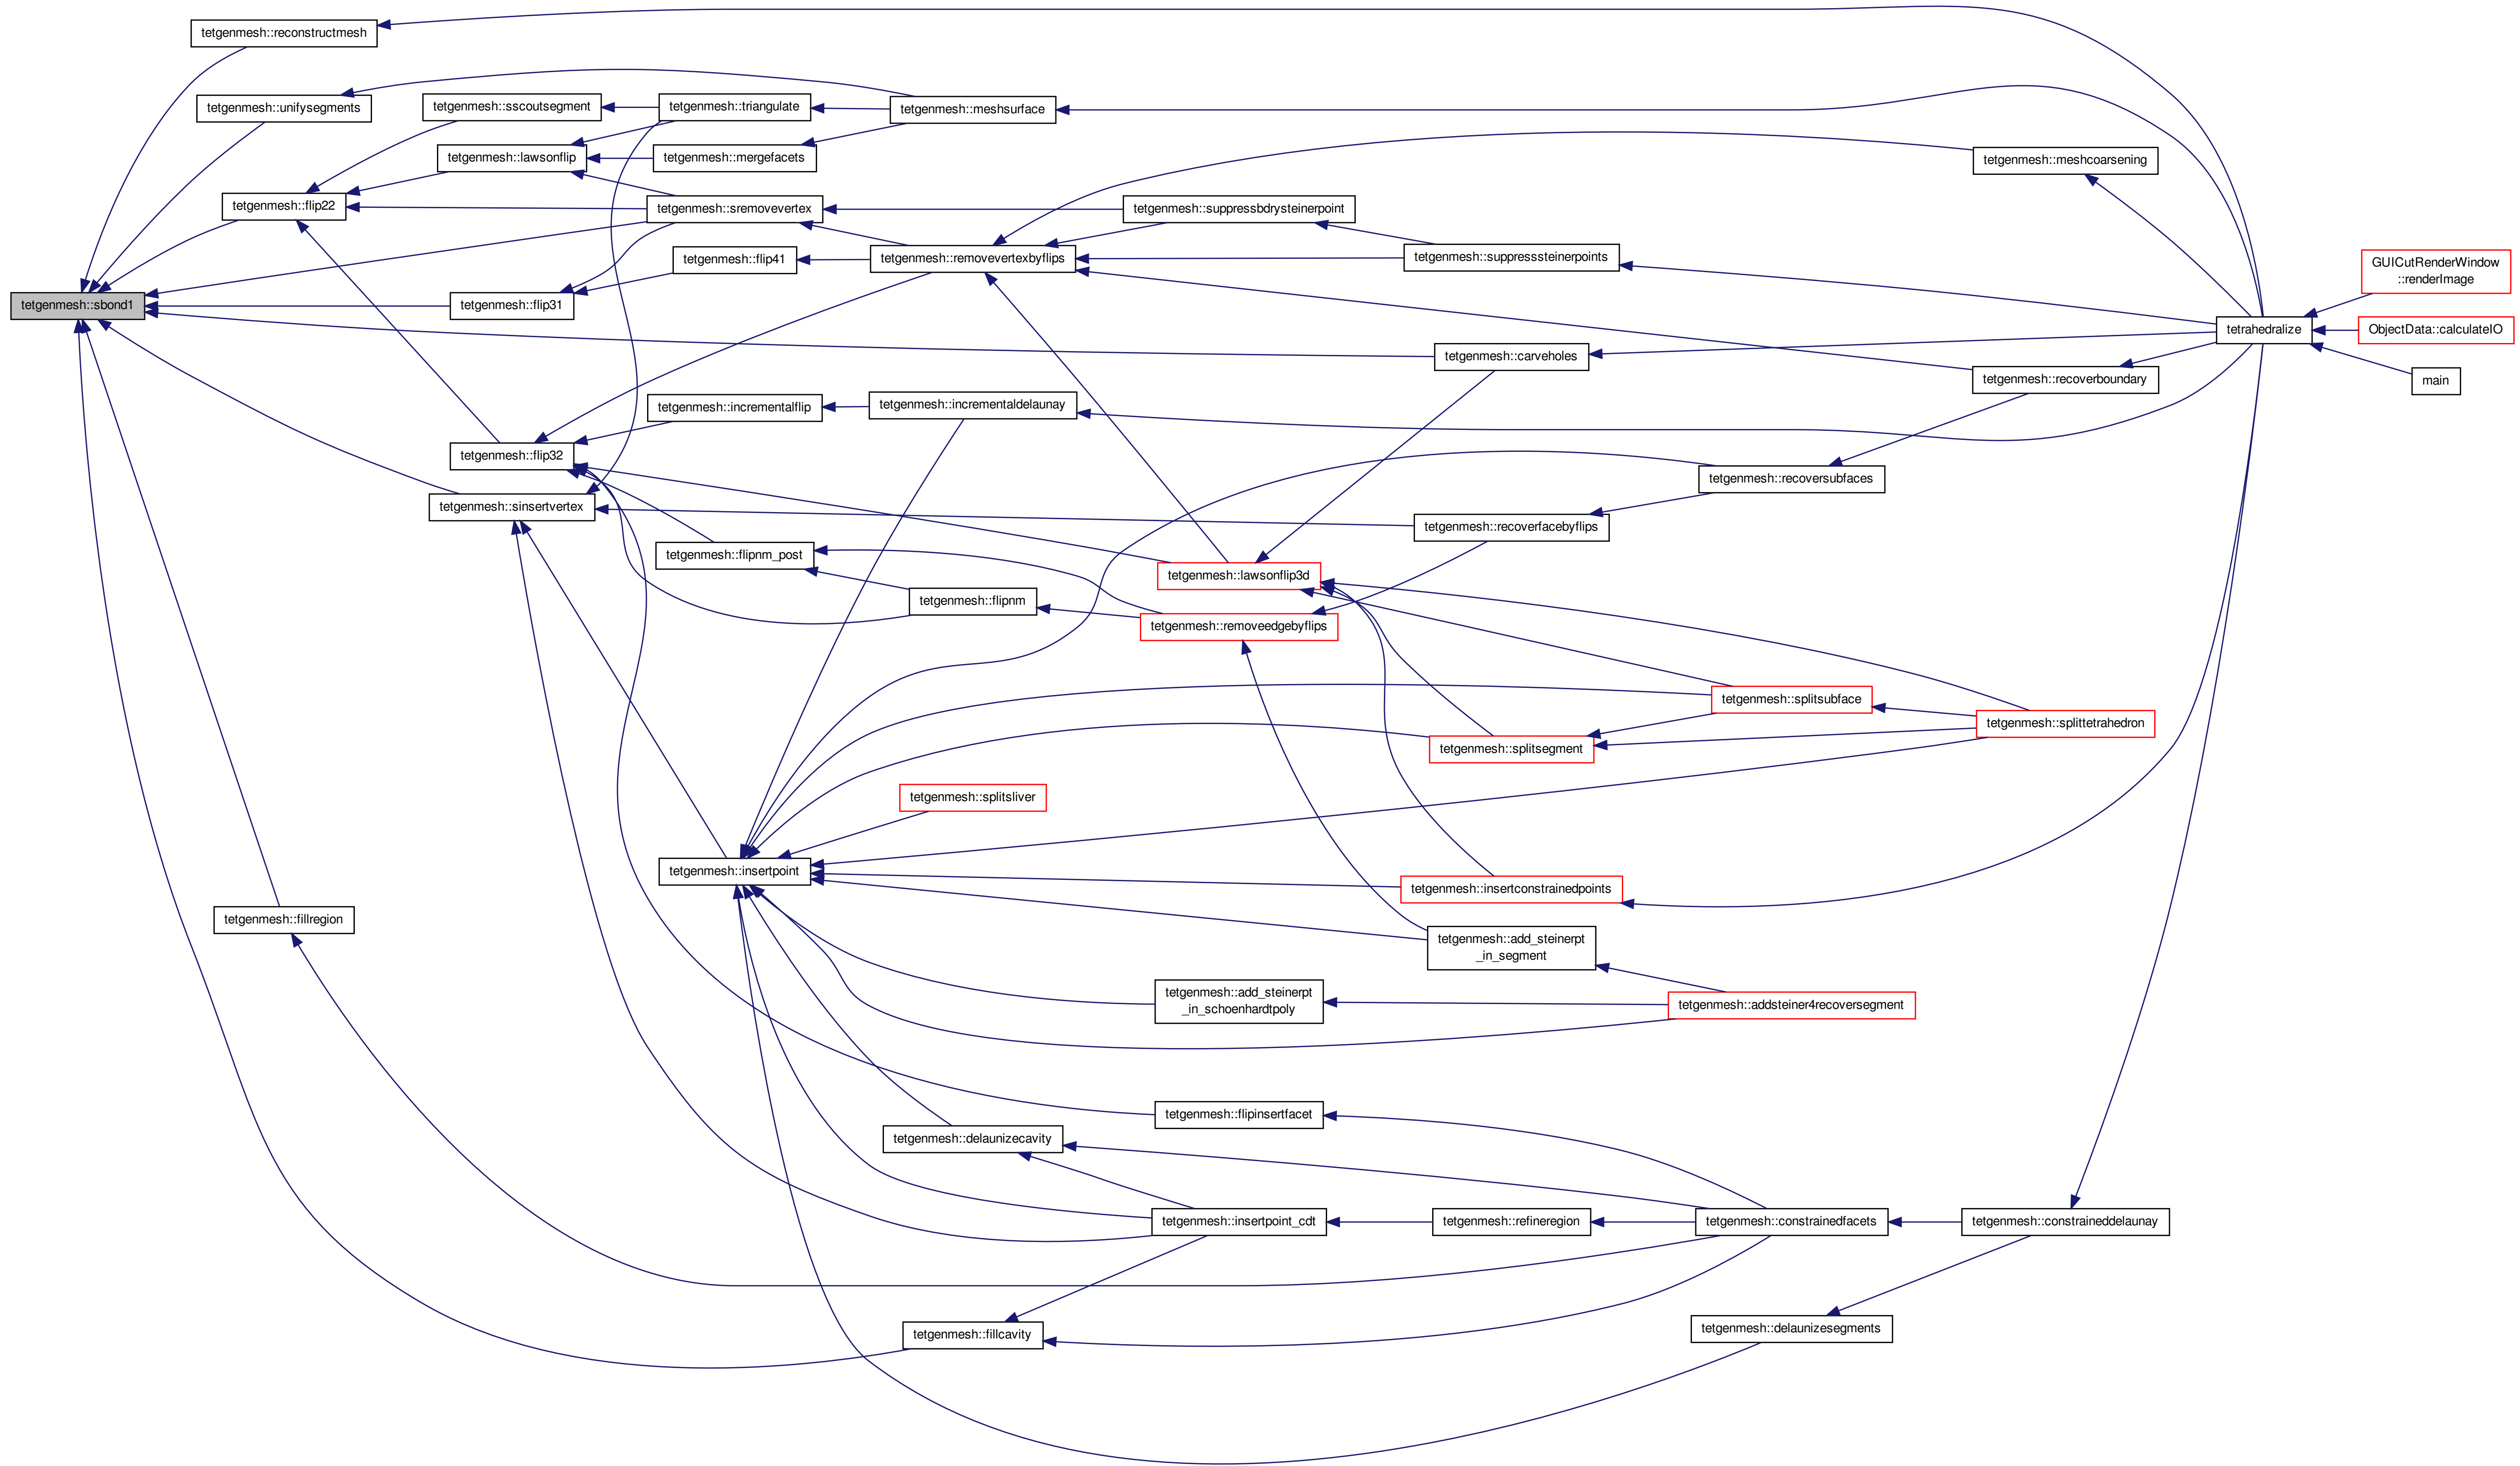 tetgenmesh::reconstructmesh
tetgenmesh::unifysegments
tetgenmesh::sscoutsegment
tetgenmesh::triangulate
tetgenmesh::meshsurface
tetgenmesh::lawsonflip
tetgenmesh::mergefacets
tetgenmesh::meshcoarsening
tetgenmesh::flip22
tetgenmesh::sremovevertex
tetgenmesh::suppressbdrysteinerpoint
tetgenmesh::flip41
tetgenmesh::removevertexbyflips
tetgenmesh::suppresssteinerpoints
GUICutRenderWindow
::renderImage
tetgenmesh::sbond1
tetgenmesh::flip31
tetrahedralize
ObjectData::calculateIO
tetgenmesh::carveholes
tetgenmesh::recoverboundary
main
tetgenmesh::incrementalflip
tetgenmesh::incrementaldelaunay
tetgenmesh::flip32
tetgenmesh::recoversubfaces
tetgenmesh::sinsertvertex
tetgenmesh::recoverfacebyflips
tetgenmesh::flipnm_post
tetgenmesh::lawsonflip3d
tetgenmesh::flipnm
tetgenmesh::removeedgebyflips
tetgenmesh::splitsubface
tetgenmesh::splittetrahedron
tetgenmesh::splitsegment
tetgenmesh::splitsliver
tetgenmesh::insertpoint
tetgenmesh::insertconstrainedpoints
tetgenmesh::fillregion
tetgenmesh::add_steinerpt
_in_segment
tetgenmesh::add_steinerpt
_in_schoenhardtpoly
tetgenmesh::addsteiner4recoversegment
tetgenmesh::flipinsertfacet
tetgenmesh::delaunizecavity
tetgenmesh::insertpoint_cdt
tetgenmesh::refineregion
tetgenmesh::constrainedfacets
tetgenmesh::constraineddelaunay
tetgenmesh::fillcavity
tetgenmesh::delaunizesegments